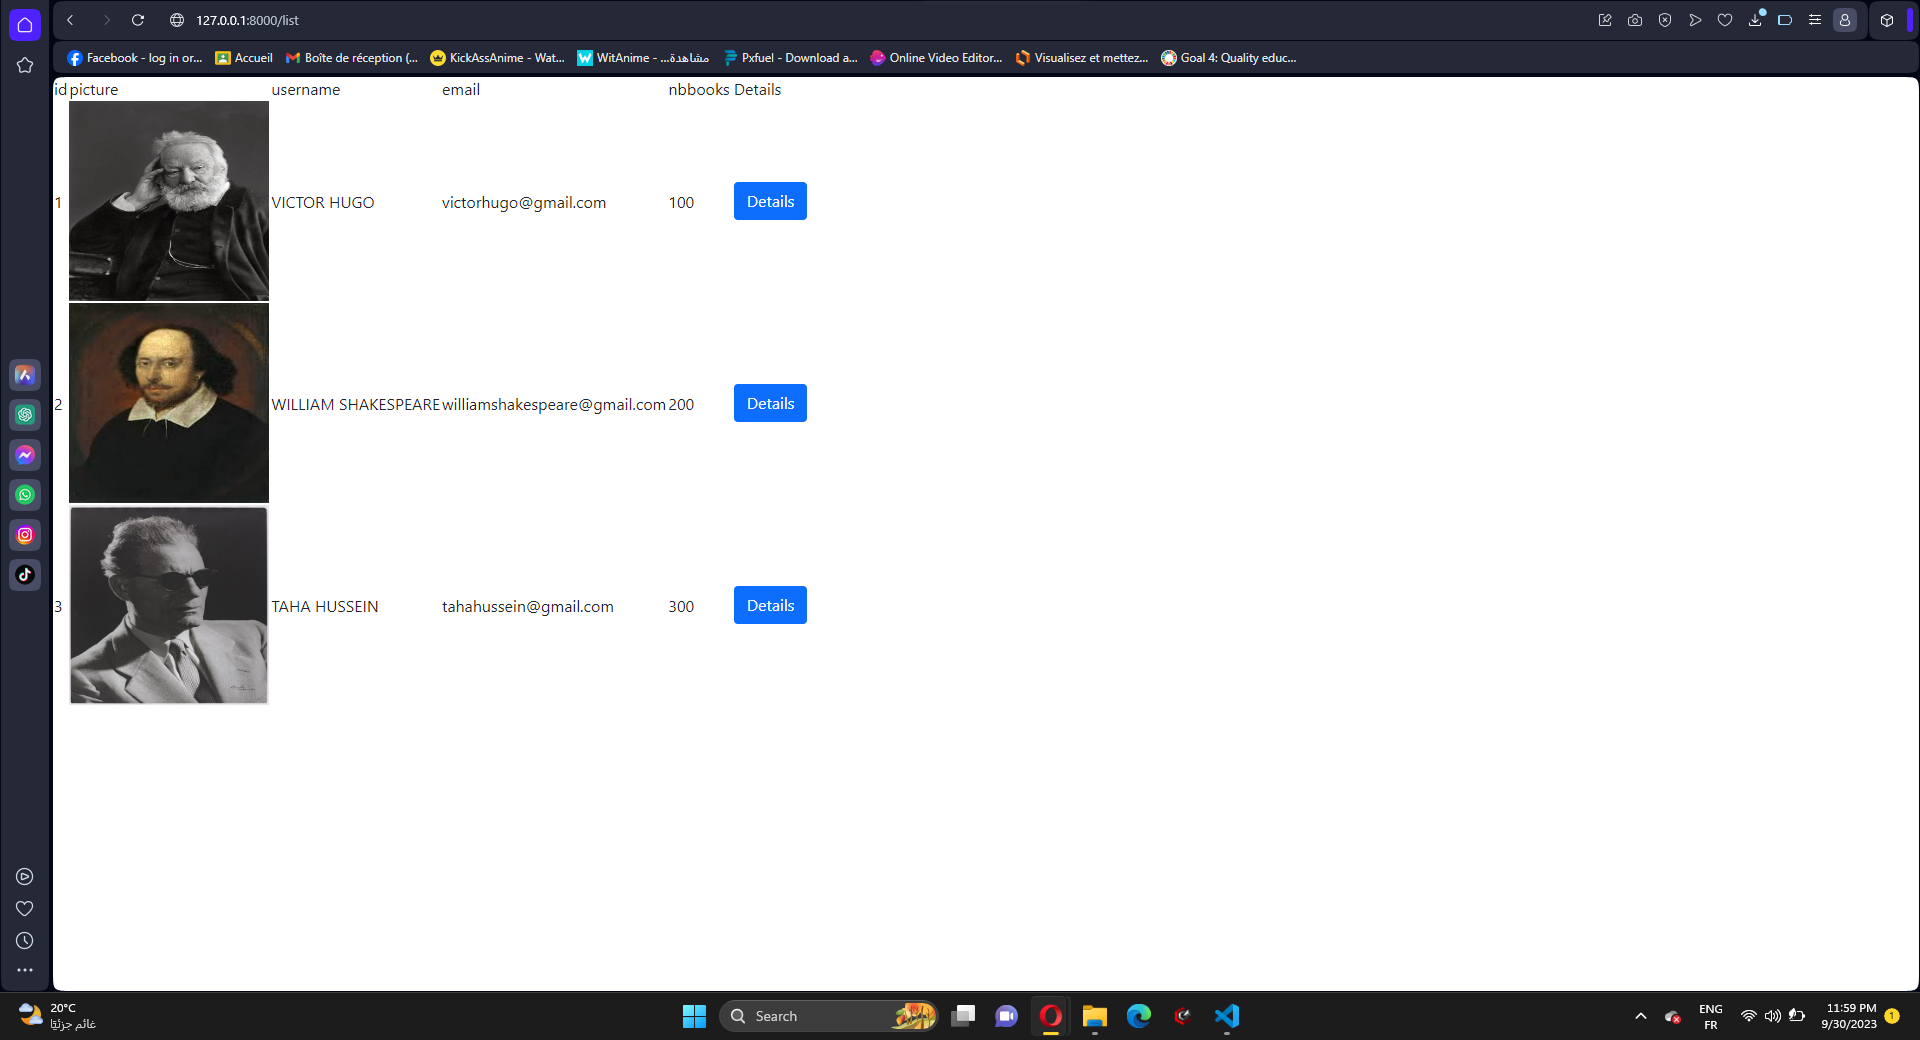 127.0.0.1:8000/list
Facebook - log in or... Accueil Boîte de réception (... KickAssAnime - Wat... WitAnime - ...مشاهدة Pxfuel - Download a... Online Video Editor... Visualisez et mettez... Goal 4: Quality educ...
id picture username email nbbooks Details
1 VICTOR HUGO victorhugo@gmail.com 100 Details
2 WILLIAM SHAKESPEARE williamshakespeare@gmail.com 200 Details
3 TAHA HUSSEIN tahahussein@gmail.com 300 Details
20°C
غائم جزئيًا
Search
ENG
FR
11:59 PM
9/30/2023
1